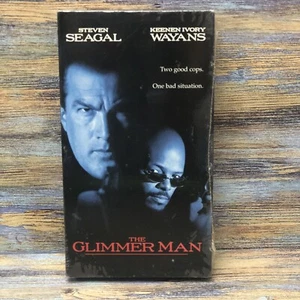 STEVEN
SEAGAL
KEENEN IVORY
WAYANS
Two good cops.
One bad situation.
THE
GLIMMER MAN